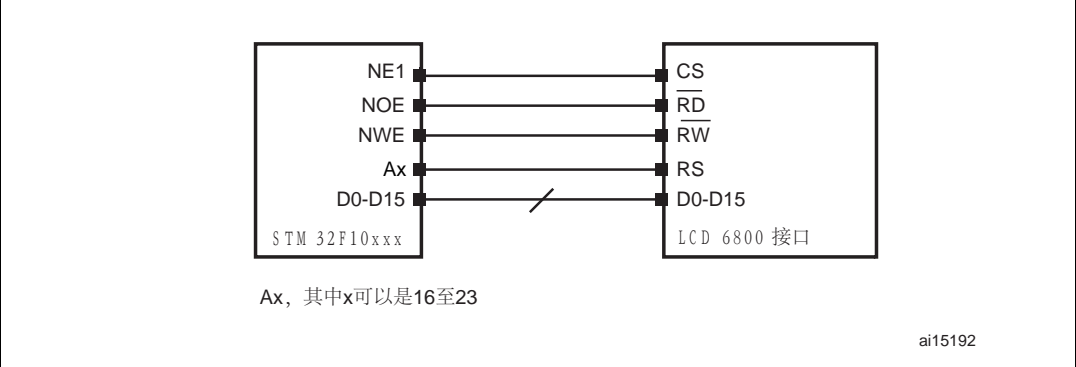 NE1 CS
NOE RD
NWE RW
Ax RS
D0-D15 D0-D15
STM 32F10xxx LCD 6800 接口
Ax，其中x可以是16至23
ai15192